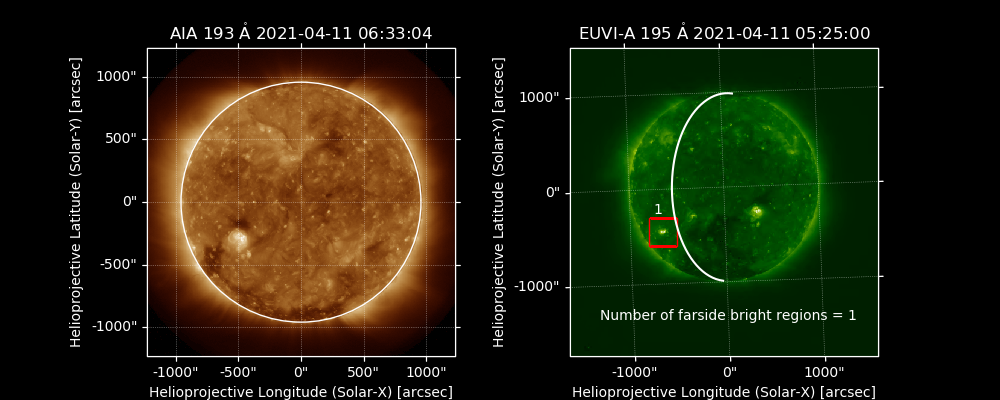 AIA 193 Å 2021-04-11 06:33:04
Helioprojective Latitude (Solar-Y) [arcsec]
1000"
500"
0"
-500"
-1000"
-1000"
-500"
0"
500"
1000"
Helioprojective Longitude (Solar-X) [arcsec]
EUVI-A 195 Å 2021-04-11 05:25:00
Helioprojective Latitude (Solar-Y) [arcsec]
1000"
0"
-1000"
1
Number of farside bright regions = 1
-1000"
0"
1000"
Helioprojective Longitude (Solar-X) [arcsec]